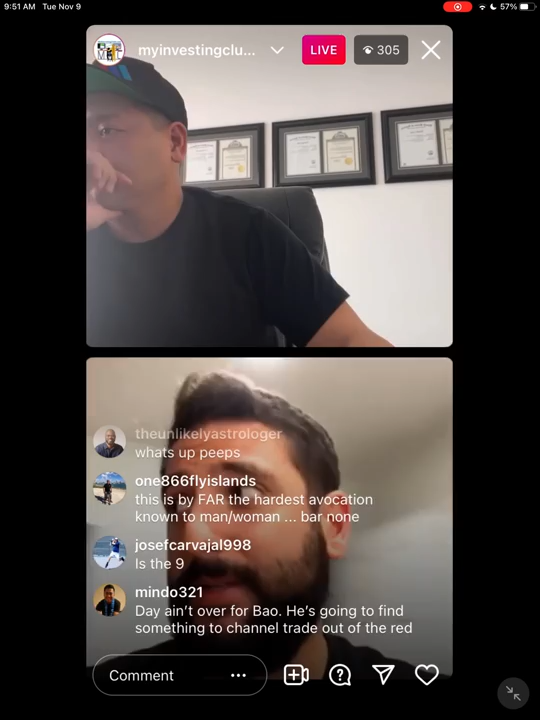 9:51 AM Tue Nov 9
57%
myinvestingclu...
LIVE
305
theunlikelyastrologer
whats up peeps
one866flyislands
this is by FAR the hardest avocation
known to man/woman ... bar none
josefcarvajal998
Is the 9
mindo321
Day ain’t over for Bao. He’s going to find
something to channel trade out of the red
Comment